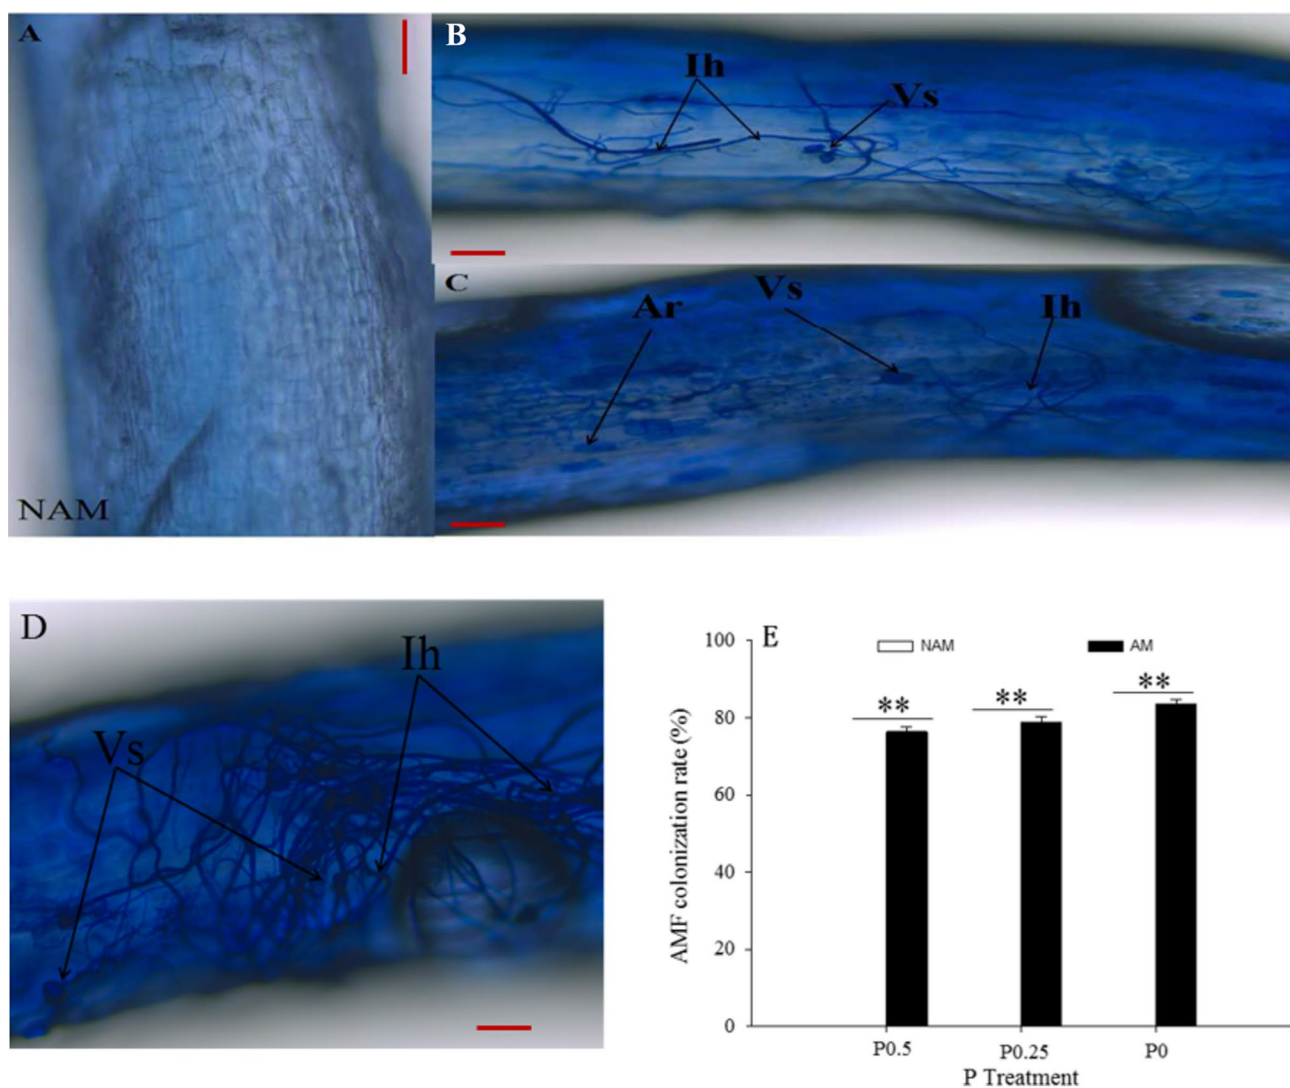 A
NAM
B
Ih
Vs
C
Ar
Vs
Ih
D
Vs
Ih
E
NAM
AM
**
**
**
AMF colonization rate (%)
100
80
60
40
20
0
P0.5
P0.25
P0
P Treatment